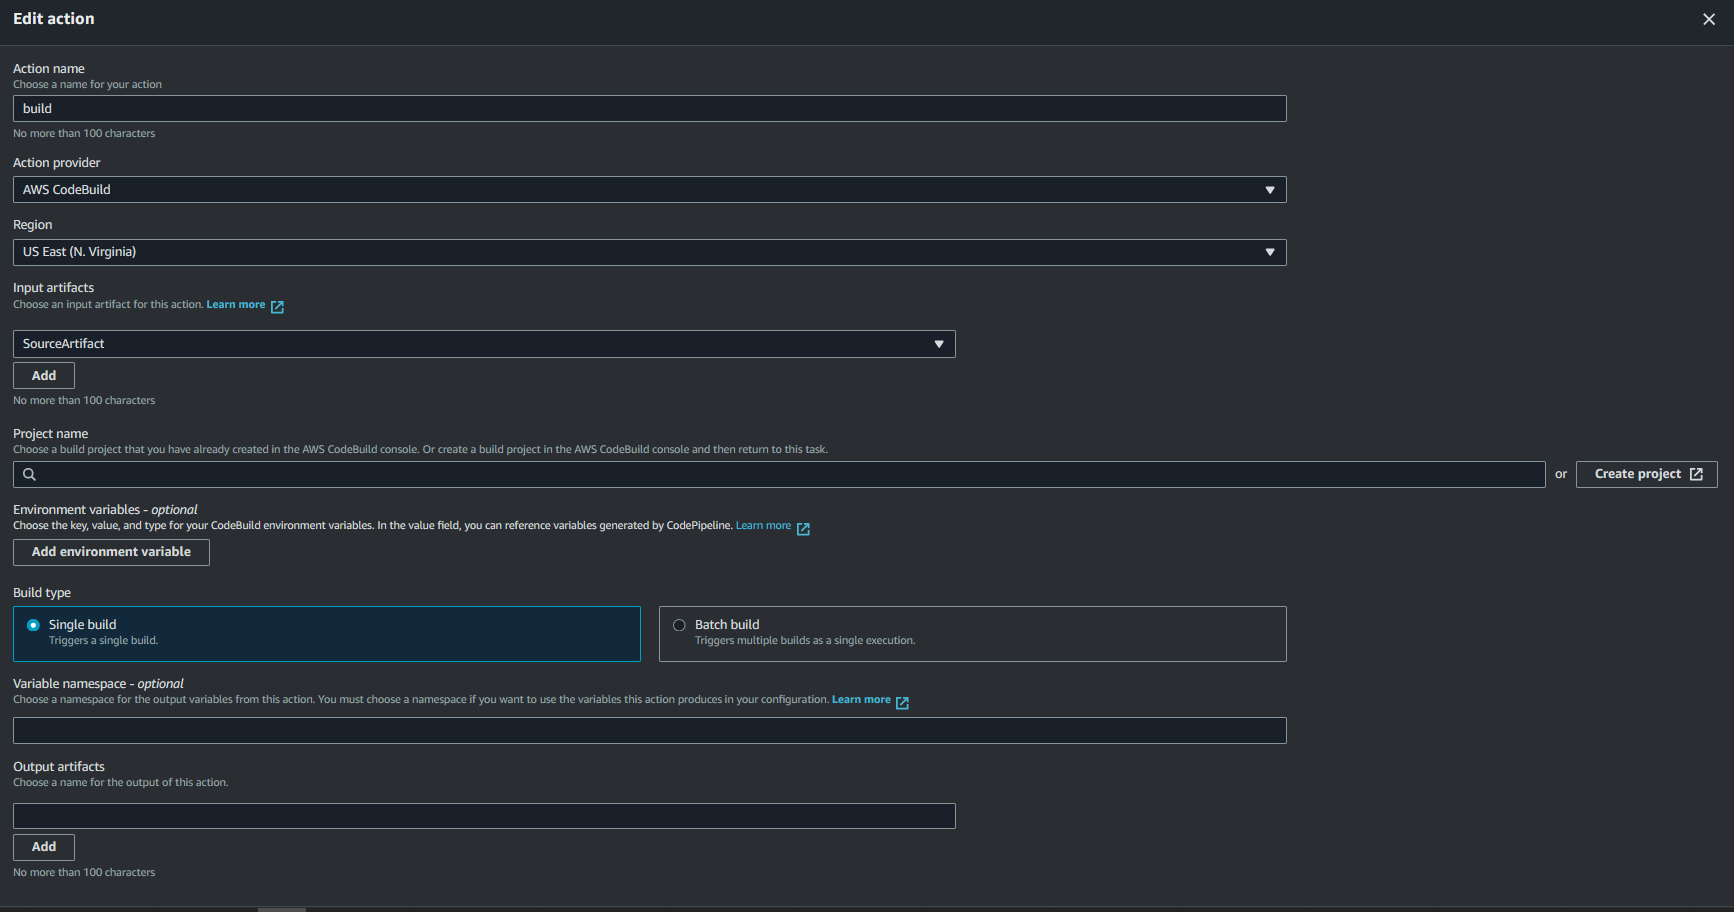 Edit action
Action name
Choose a name for your action
build
No more than 100 characters
Action provider
AWS CodeBuild
Region
US East (N. Virginia)
Input artifacts
Choose an input artifact for this action. Learn more
SourceArtifact
Add
No more than 100 characters
Project name
Choose a build project that you have already created in the AWS CodeBuild console. Or create a build project in the AWS CodeBuild console and then return to this task.
or Create project
Environment variables - optional
Choose the key, value, and type for your CodeBuild environment variables. In the value field, you can reference variables generated by CodePipeline. Learn more
Add environment variable
Build type
Single build
Triggers a single build.
Batch build
Triggers multiple builds as a single execution.
Variable namespace - optional
Choose a namespace for the output variables from this action. You must choose a namespace if you want to use the variables this action produces in your configuration. Learn more
Output artifacts
Choose a name for the output of this action.
Add
No more than 100 characters